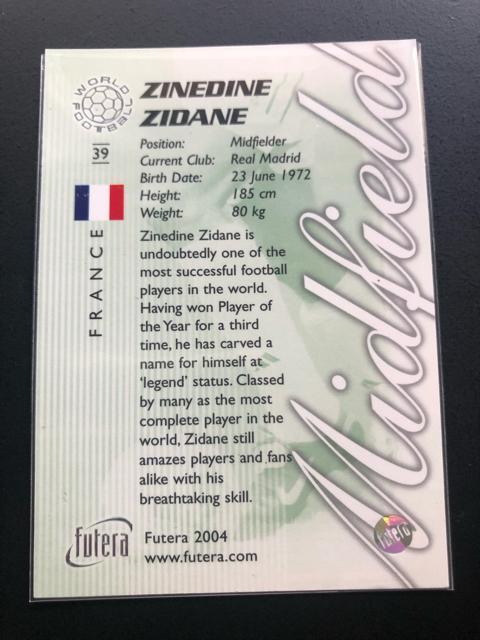 WORLD FOOTBALL
ZINEDINE
ZIDANE
39
Position: Midfielder
Current Club: Real Madrid
Birth Date: 23 June 1972
Height: 185 cm
Weight: 80 kg
FRANCE
Zinedine Zidane is
undoubtedly one of the
most successful football
players in the world.
Having won Player of
the Year for a third
time, he has carved a
name for himself at
'legend' status. Classed
by many as the most
complete player in the
world, Zidane still
amazes players and fans
alike with his
breathtaking skill.
Midfield
futera
Futera 2004
www.futera.com
futera